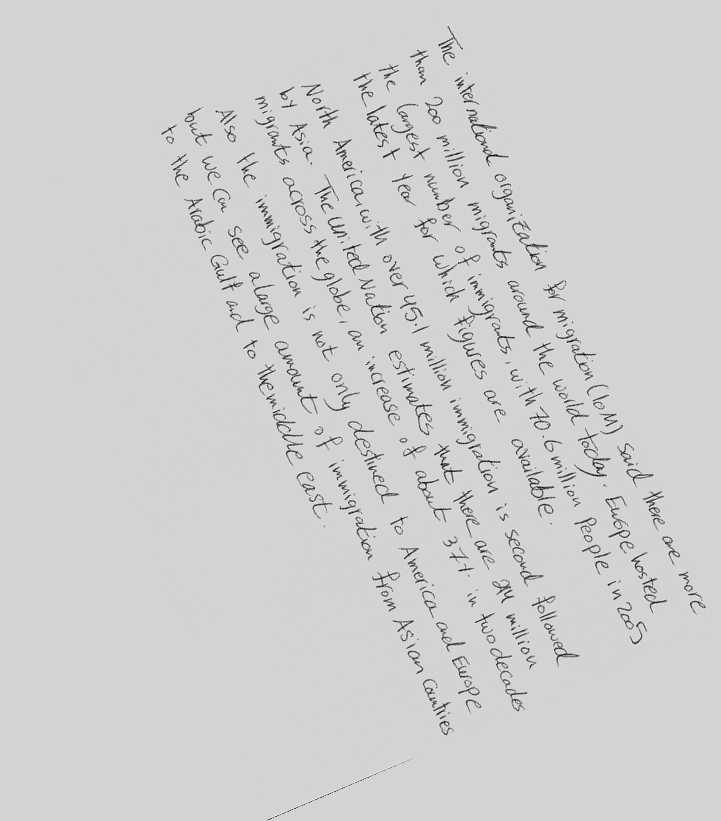 The international organization for migration (IoM) said there are more
than 200 million migrants around the world today. Europe hosted
the largest number of immigrants, with 70.6 million People in 2005
the latest year for which figures are available.
North America, with over 45.1 million immigration is second followed
by Asia. The United Nation estimates that there are 214 million
migrants across the globe, an increase of about 37% in two decades
Also the immigration is not only destined to America and Europe
but we can see a large amount of immigration from Asian Countries
to the Arabic Gulf and to the middle east.